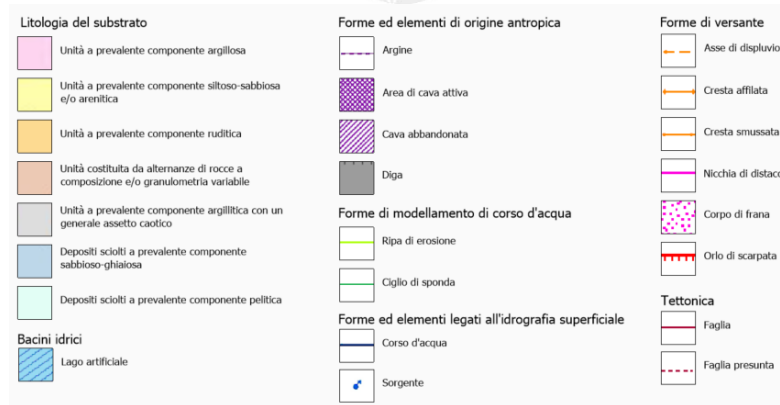 Litologia del substrato
Unità a prevalente componente argillosa
Unità a prevalente componente siltoso-sabbiosa
e/o arenitica
Unità a prevalente componente ruditica
Unità costituita da alternanze di rocce a
composizione e/o granulometria variabile
Unità a prevalente componente argillitica con un
generale assetto caotico
Depositi sciolti a prevalente componente
sabbioso-ghiaiosa
Depositi sciolti a prevalente componente pelitica
Bacini idrici
Lago artificiale
Forme ed elementi di origine antropica
Argine
Area di cava attiva
Cava abbandonata
Diga
Forme di modellamento di corso d'acqua
Ripa di erosione
Ciglio di sponda
Forme ed elementi legati all'idrografia superficiale
Corso d'acqua
Sorgente
Forme di versante
Asse di displuvio
Cresta affilata
Cresta smussata
Nicchia di distacc
Corpo di frana
Orlo di scarpata
Tettonica
Faglia
Faglia presunta